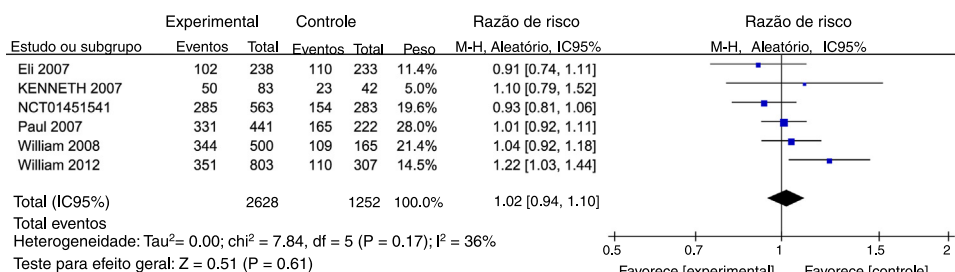 Experimental Controle Razão de risco Razão de risco
Estudo ou subgrupo Eventos Total Eventos Total Peso M-H, Aleatório, IC95% M-H, Aleatório, IC95%
Eli 2007 102 238 110 233 11.4% 0.91 [0.74, 1.11]
KENNETH 2007 50 83 23 42 5.0% 1.10 [0.79, 1.52]
NCT01451541 285 563 154 283 19.6% 0.93 [0.81, 1.06]
Paul 2007 331 441 165 222 28.0% 1.01 [0.92, 1.11]
William 2008 344 500 109 165 21.4% 1.04 [0.92, 1.18]
William 2012 351 803 110 307 14.5% 1.22 [1.03, 1.44]
Total (IC95%) 2628 1252 100.0% 1.02 [0.94, 1.10]
Total eventos
Heterogeneidade: Tau²= 0.00; chi² = 7.84, df = 5 (P = 0.17); I² = 36%
Teste para efeito geral: Z = 0.51 (P = 0.61)
0.5 0.7 1 1.5 2
Favorece [experimental] Favorece [controle]